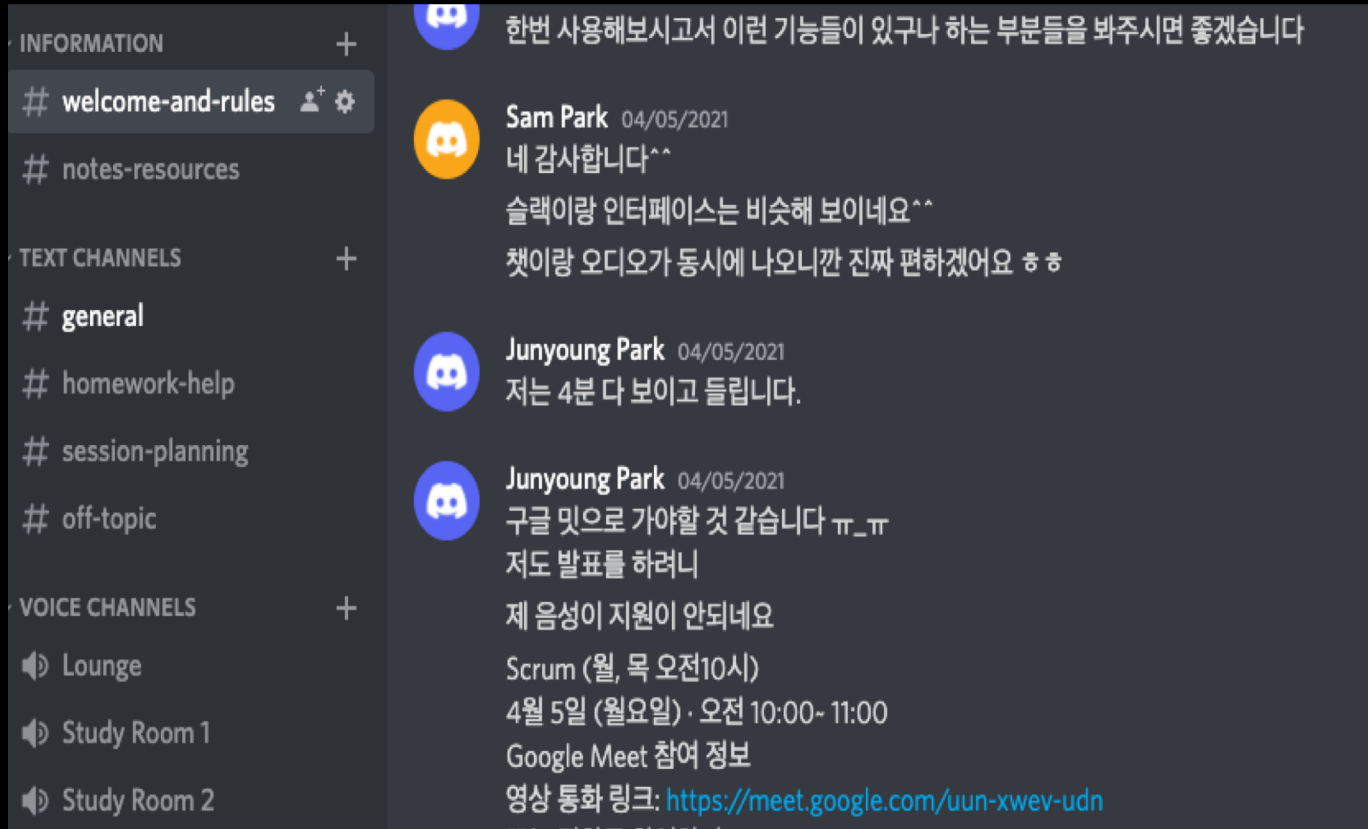 INFORMATION
welcome-and-rules
notes-resources
TEXT CHANNELS
general
homework-help
session-planning
off-topic
VOICE CHANNELS
Lounge
Study Room 1
Study Room 2
한번 사용해보시고서 이런 기능들이 있구나 하는 부분들을 봐주시면 좋겠습니다
Sam Park 04/05/2021
네 감사합니다^^
슬랙이랑 인터페이스는 비슷해 보이네요^^
챗이랑 오디오가 동시에 나오니깐 진짜 편하겠어요 ㅎㅎ
Junyoung Park 04/05/2021
저는 4분 다 보이고 들립니다.
Junyoung Park 04/05/2021
구글 밋으로 가야할 것 같습니다 ㅠ_ㅠ
저도 발표를 하려니
제 음성이 지원이 안되네요
Scrum (월, 목 오전10시)
4월 5일 (월요일) · 오전 10:00~ 11:00
Google Meet 참여 정보
영상 통화 링크: https://meet.google.com/uun-xwev-udn